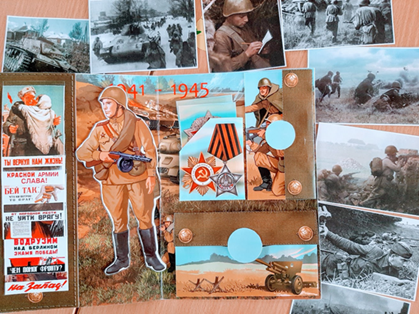 1941 1945
ТЫ ВЕРНУЛ НАМ ЖИЗНЬ!
КРАСНОЙ АРМИИ
СЛАВА!
БЕЙ ТАК:
НЕ УЙТИ ВРАГУ!
ВОДРУЗИМ
НАД БЕРЛИНОМ
ЗНАМЯ ПОБЕДЫ!
ЧЕМ ПОМОГ ФРОНТУ?
на Запад!